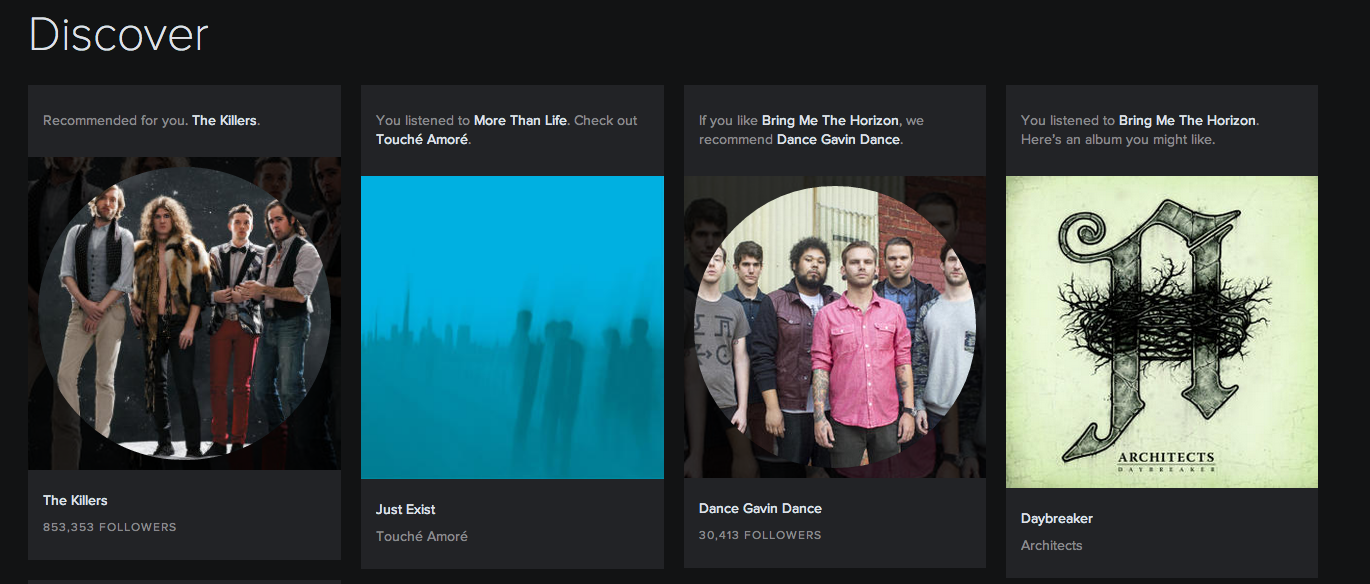 Discover
Recommended for you. The Killers.
The Killers
853,353 FOLLOWERS
You listened to More Than Life. Check out
Touché Amoré.
Just Exist
Touché Amoré
If you like Bring Me The Horizon, we
recommend Dance Gavin Dance.
Dance Gavin Dance
30,413 FOLLOWERS
You listened to Bring Me The Horizon.
Here's an album you might like.
ARCHITECTS
DAYBREAKER
Daybreaker
Architects